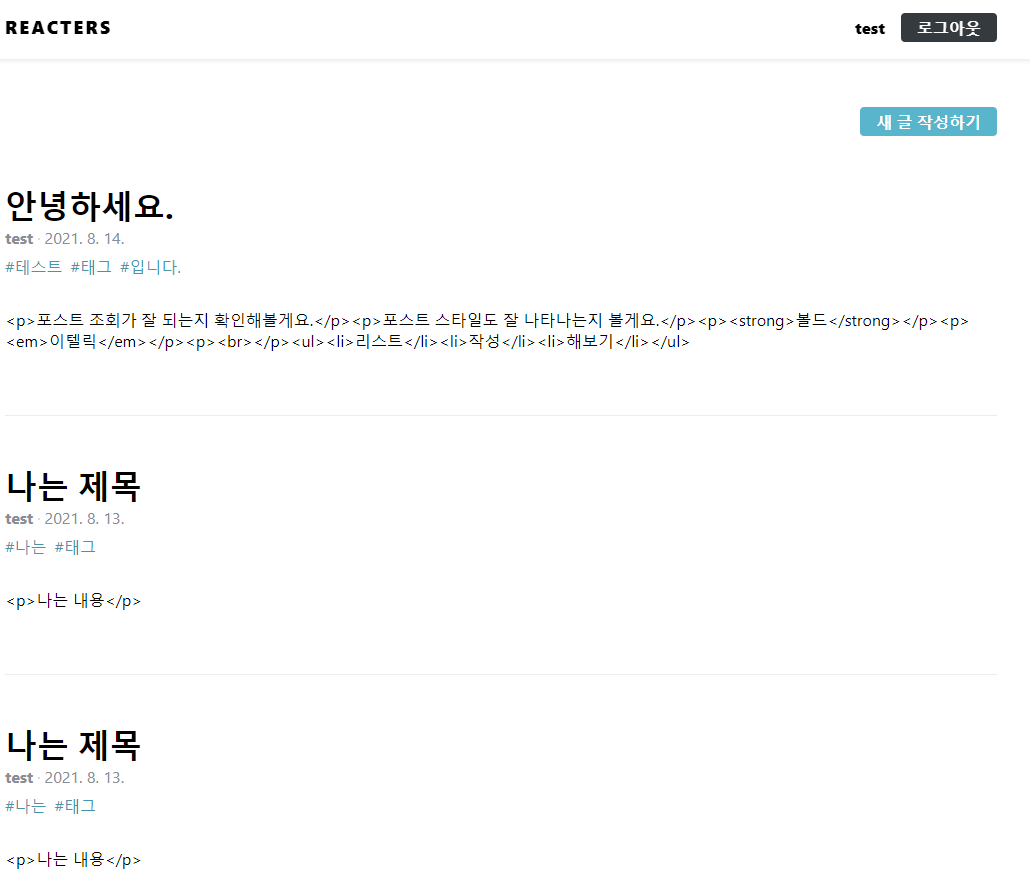 REACTERS
test 로그아웃
새 글 작성하기
안녕하세요.
test · 2021. 8. 14.
#테스트 #태그 #입니다.
<p>포스트 조회가 잘 되는지 확인해볼게요.</p><p>포스트 스타일도 잘 나타나는지 볼게요.</p><p><strong>볼드</strong></p><p>
<em>이텔릭</em></p><p><br></p><ul><li>리스트</li><li>작성</li><li>해보기</li></ul>
나는 제목
test · 2021. 8. 13.
#나는 #태그
<p>나는 내용</p>
나는 제목
test · 2021. 8. 13.
#나는 #태그
<p>나는 내용</p>